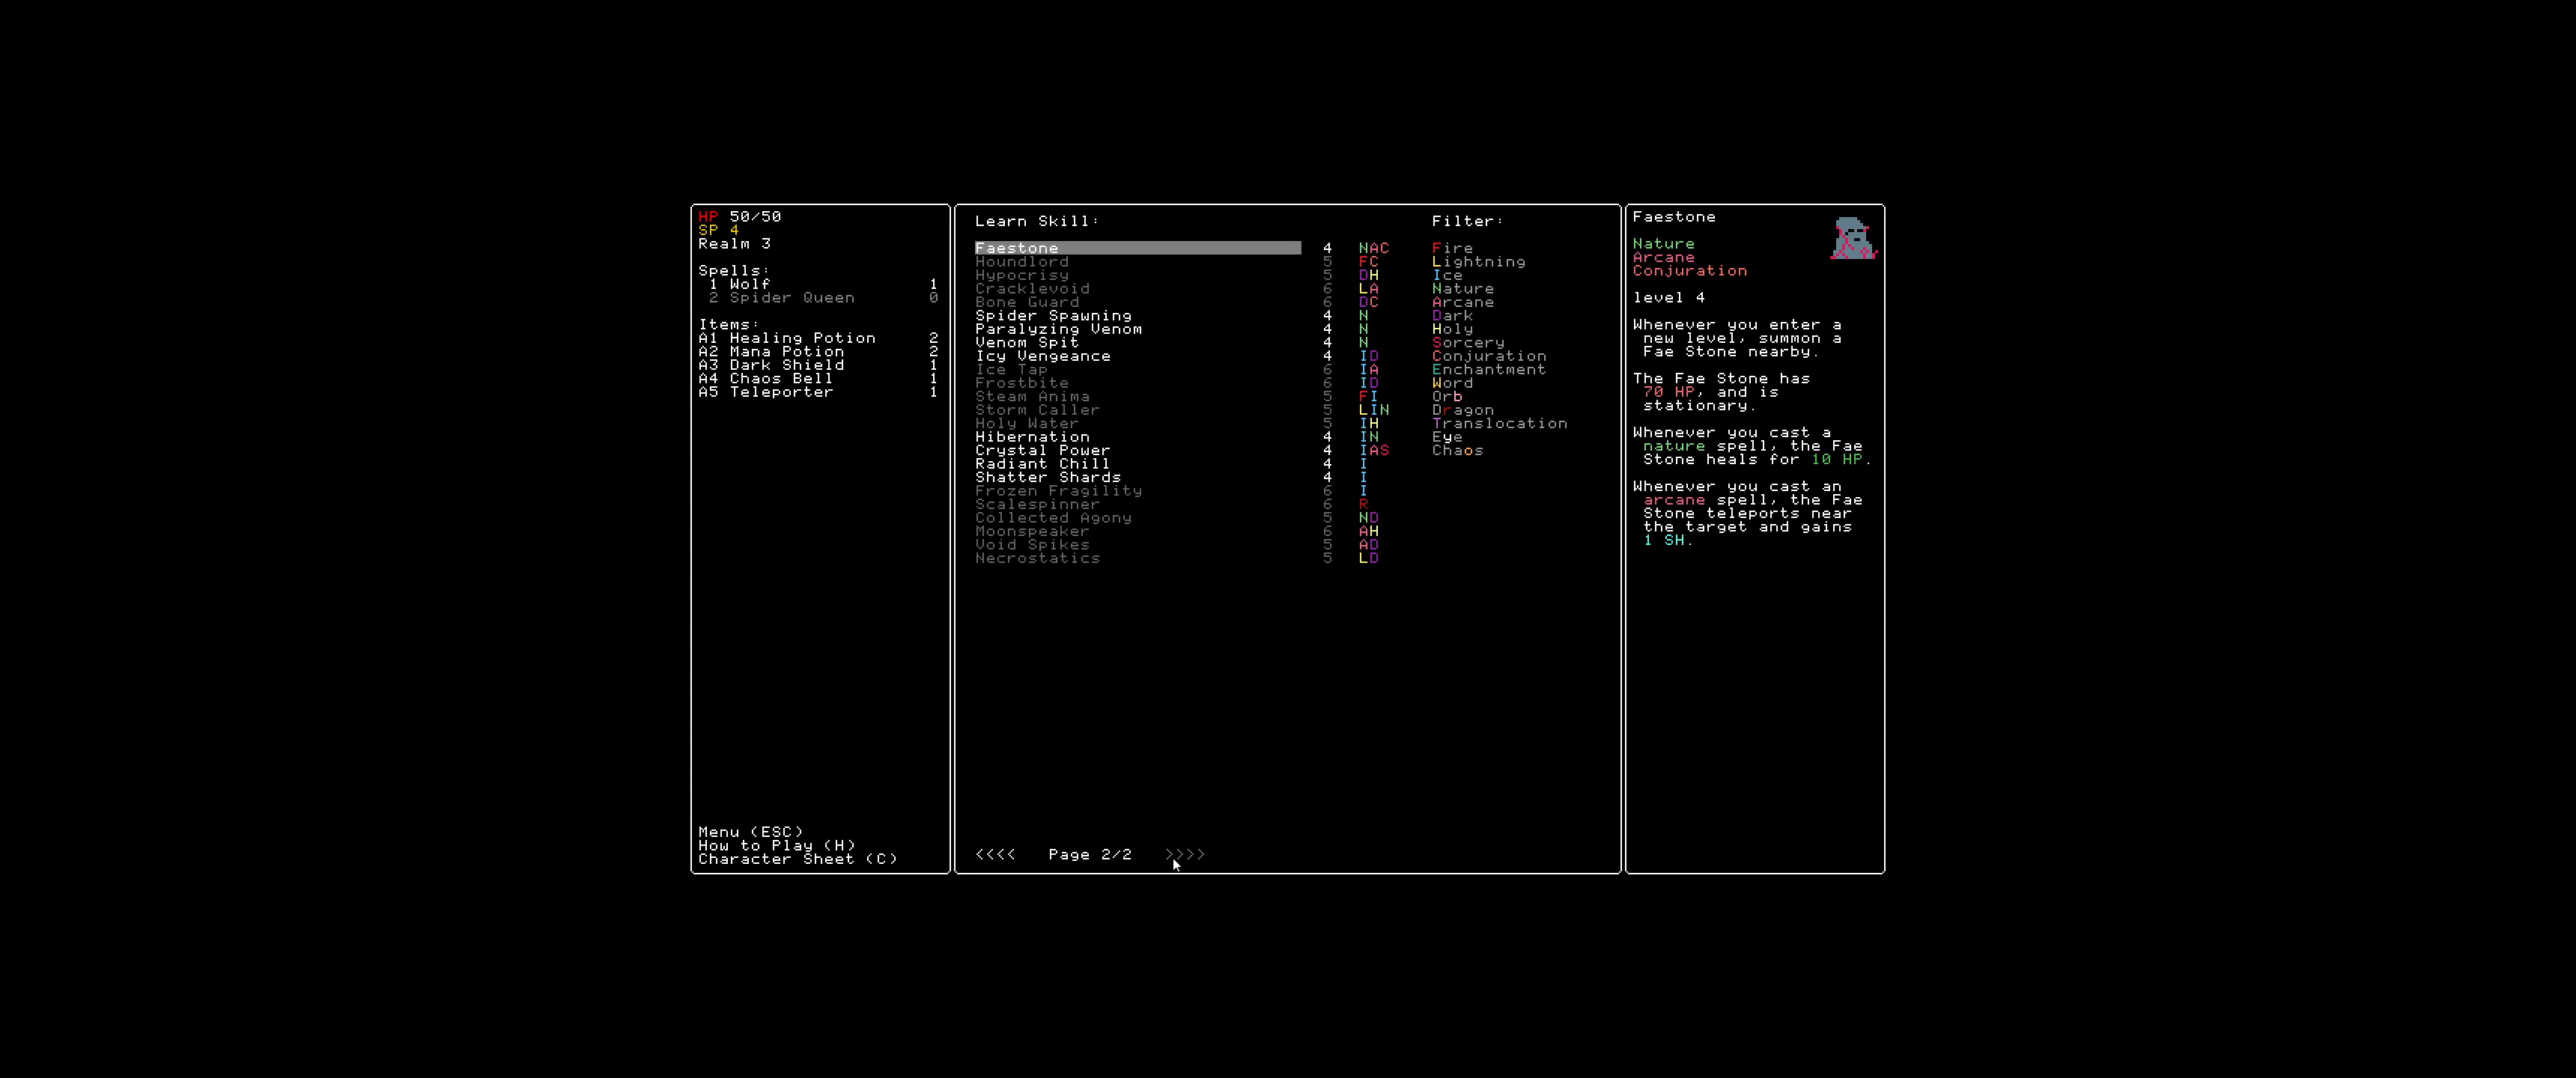 HP 50/50
SP 4
Realm 3
Spells:
1 Wolf 1
2 Spider Queen 0
Items:
A1 Healing Potion 2
A2 Mana Potion 2
A3 Dark Shield 1
A4 Chaos Bell 1
A5 Teleporter 1
Menu (ESC)
How to Play (H)
Character Sheet (C)
Learn Skill:
Faestone 4 NAC
Houndlord 5 FC
Hypocrisy 5 DH
Cracklevoid 6 LA
Bone Guard 6 DC
Spider Spawning 4 N
Paralyzing Venom 4 N
Venom Spit 4 N
Icy Vengeance 4 ID
Ice Tap 6 IA
Frostbite 6 ID
Steam Anima 5 FI
Storm Caller 5 LIN
Holy Water 5 IH
Hibernation 4 IN
Crystal Power 4 IAS
Radiant Chill 4 I
Shatter Shards 4 I
Frozen Fragility 6 I
Scalespinner 6 R
Collected Agony 5 ND
Moonspeaker 6 AH
Void Spikes 5 AD
Necrostatics 5 LD
<<<< Page 2/2 >>>>
Filter:
Fire
Lightning
Ice
Nature
Arcane
Dark
Holy
Sorcery
Conjuration
Enchantment
Word
Orb
Dragon
Translocation
Eye
Chaos
Faestone
Nature
Arcane
Conjuration
level 4
Whenever you enter a
new level, summon a
Fae Stone nearby.
The Fae Stone has
70 HP, and is
stationary.
Whenever you cast a
nature spell, the Fae
Stone heals for 10 HP.
Whenever you cast an
arcane spell, the Fae
Stone teleports near
the target and gains
1 SH.